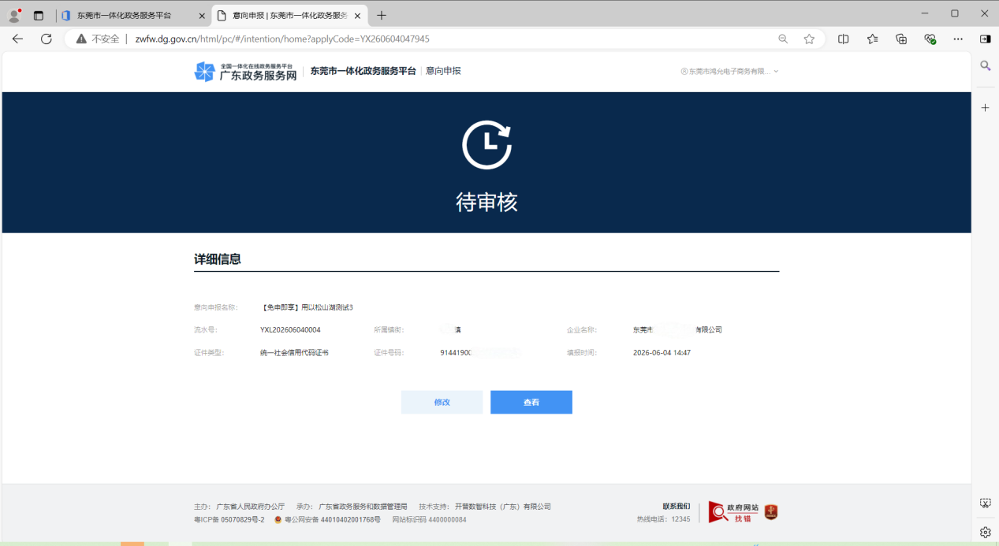 东莞市一体化政务服务平台
意向申报 | 东莞市一体化政务服务
不安全 | zwfw.dg.gov.cn/html/pc/#/intention/home?applyCode=YX260604047945
全国一体化在线政务服务平台
广东政务服务网
东莞市一体化政务服务平台 意向申报
东莞市鸿允电子商务有限...
待审核
详细信息
意向申报名称: 【免申即享】用以松山湖测试3
流水号: YXL202606040004 所属镇街: 镇 企业名称: 东莞市 有限公司
证件类型: 统一社会信用代码证书 证件号码: 9144190 填报时间: 2026-06-04 14:47
修改 查看
主办: 广东省人民政府办公厅 承办: 广东省政务服务和数据管理局 技术支持: 开普数智科技（广东）有限公司
粤ICP备 05070829号-2 粤公网安备 44010402001768号 网站标识码 4400000084
联系我们
热线电话: 12345
政府网站
找错